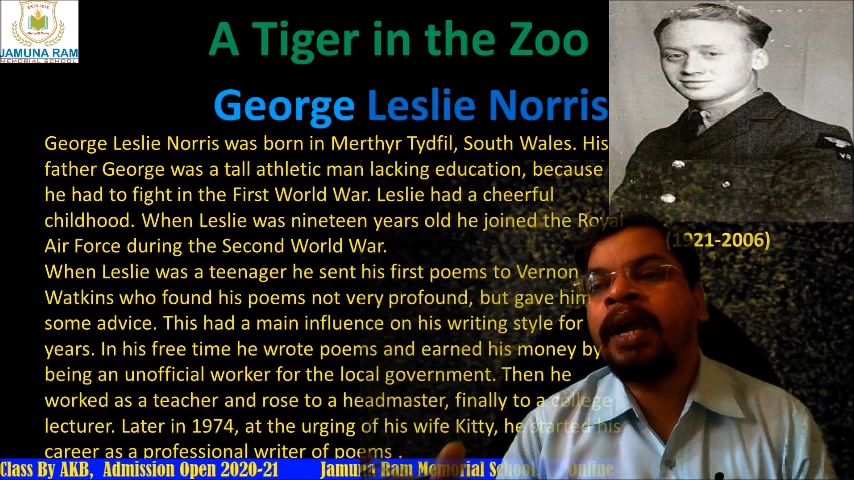 JAMUNA RAM
MEMORIAL SCHOOL
A Tiger in the Zoo
George Leslie Norris
George Leslie Norris was born in Merthyr Tydfil, South Wales. His
father George was a tall athletic man lacking education, because
he had to fight in the First World War. Leslie had a cheerful
childhood. When Leslie was nineteen years old he joined the Royal
Air Force during the Second World War.
(1921-2006)
When Leslie was a teenager he sent his first poems to Vernon
Watkins who found his poems not very profound, but gave him
some advice. This had a main influence on his writing style for
years. In his free time he wrote poems and earned his money by
being an unofficial worker for the local government. Then he
worked as a teacher and rose to a headmaster, finally to a college
lecturer. Later in 1974, at the urging of his wife Kitty, he started his
career as a professional writer of poems .
Class By AKB, Admission Open 2020-21 Jamuna Ram Memorial School, Online